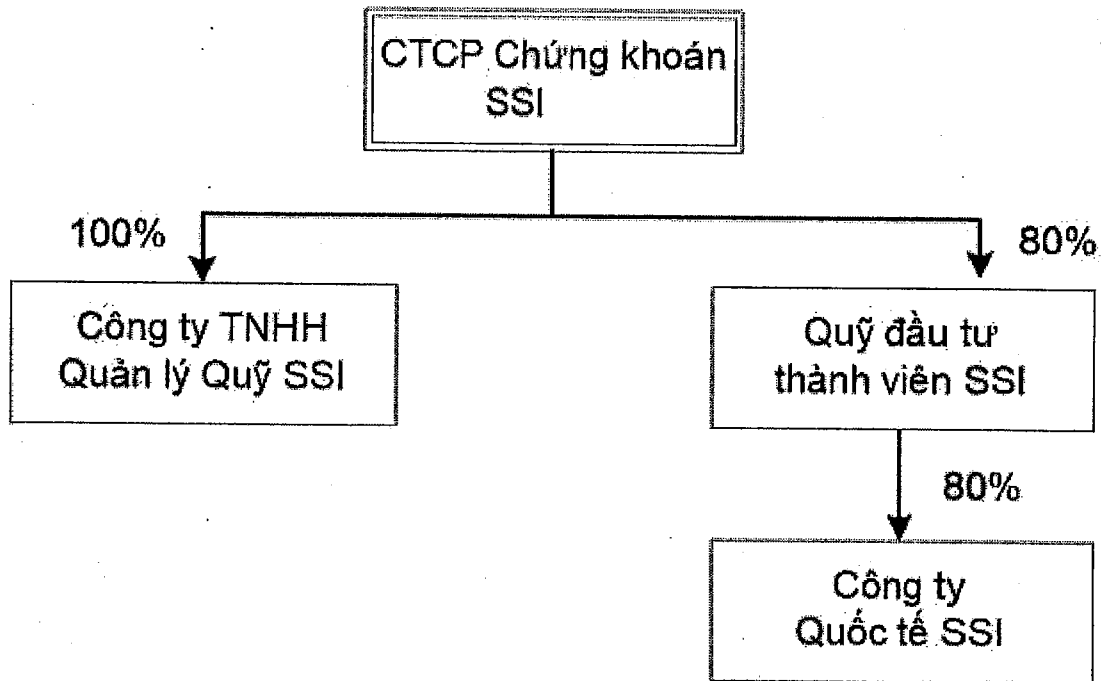 CTCP Chứng khoán
SSI
100%
80%
Công ty TNHH
Quản lý Quỹ SSI
Quỹ đầu tư
thành viên SSI
80%
Công ty
Quốc tế SSI